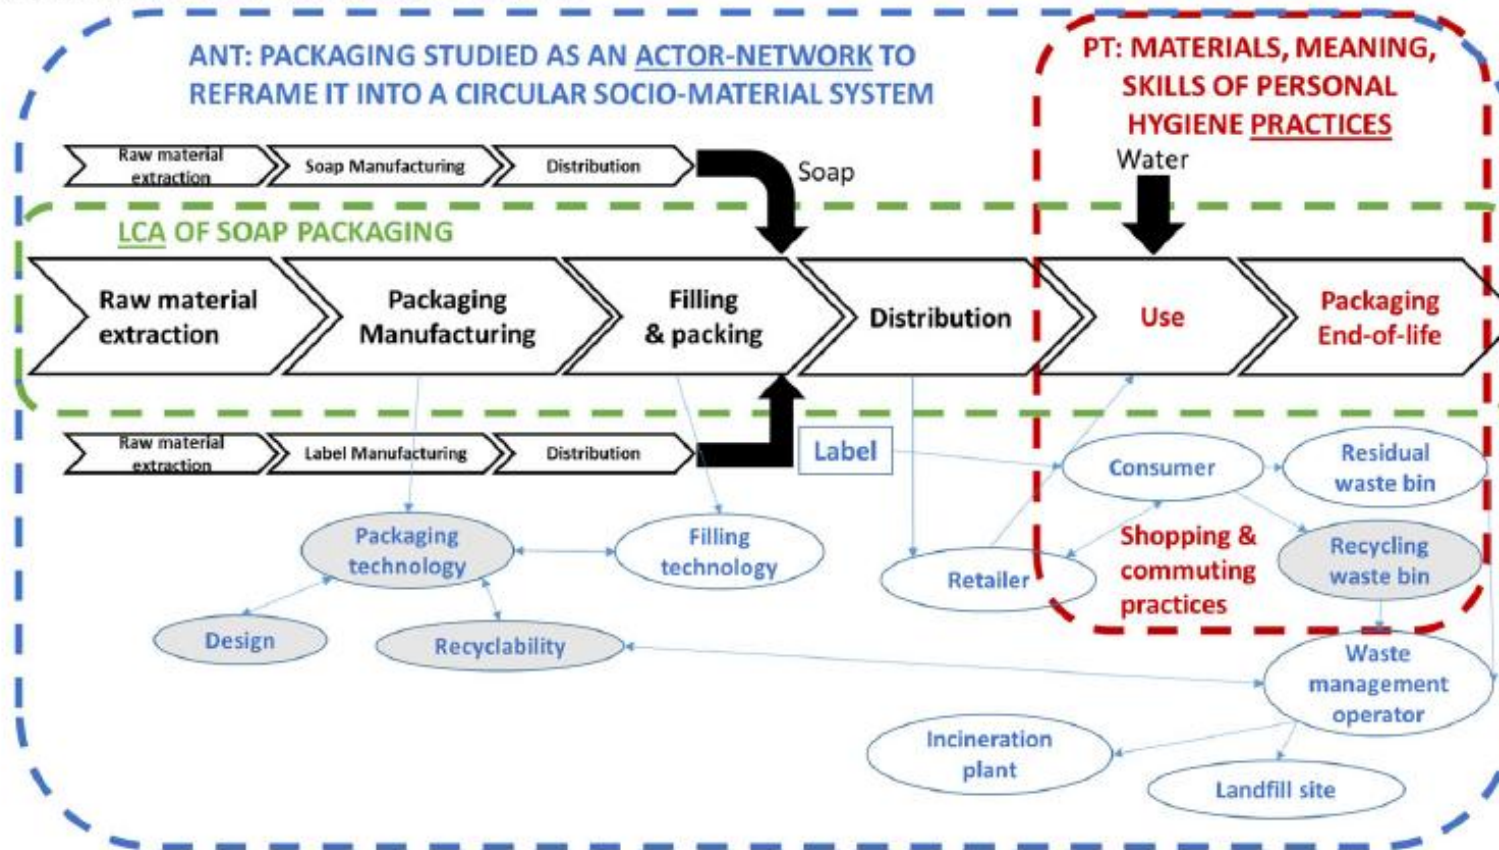 ANT: PACKAGING STUDIED AS AN ACTOR-NETWORK TO
REFRAME IT INTO A CIRCULAR SOCIO-MATERIAL SYSTEM
PT: MATERIALS, MEANING,
SKILLS OF PERSONAL
HYGIENE PRACTICES
Raw material
extraction
Soap Manufacturing
Distribution
Soap
Water
LCA OF SOAP PACKAGING
Raw material
extraction
Packaging
Manufacturing
Filling
& packing
Distribution
Use
Packaging
End-of-life
Raw material
extraction
Label Manufacturing
Distribution
Label
Consumer
Residual
waste bin
Packaging
technology
Filling
technology
Retailer
Shopping &
commuting
practices
Recycling
waste bin
Design
Recyclability
Waste
management
operator
Incineration
plant
Landfill site